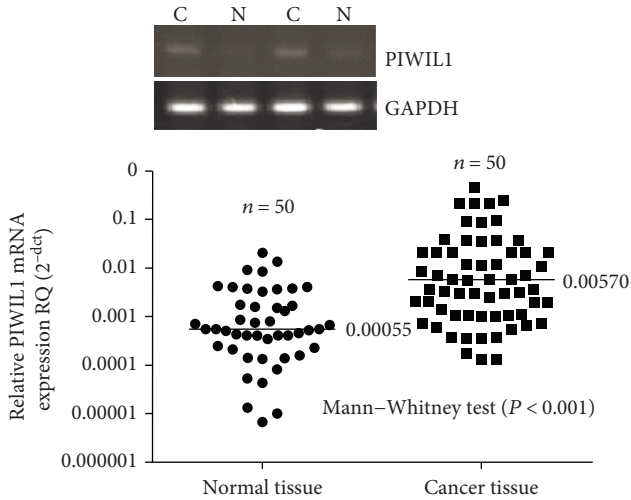 C N C N
PIWIL1
GAPDH
Relative PIWIL1 mRNA
expression RQ (2⁻ᵈᶜᵗ)
0
0.1
0.01
0.001
0.0001
0.00001
0.000001
n = 50
n = 50
0.00055
0.00570
Mann–Whitney test (P < 0.001)
Normal tissue
Cancer tissue